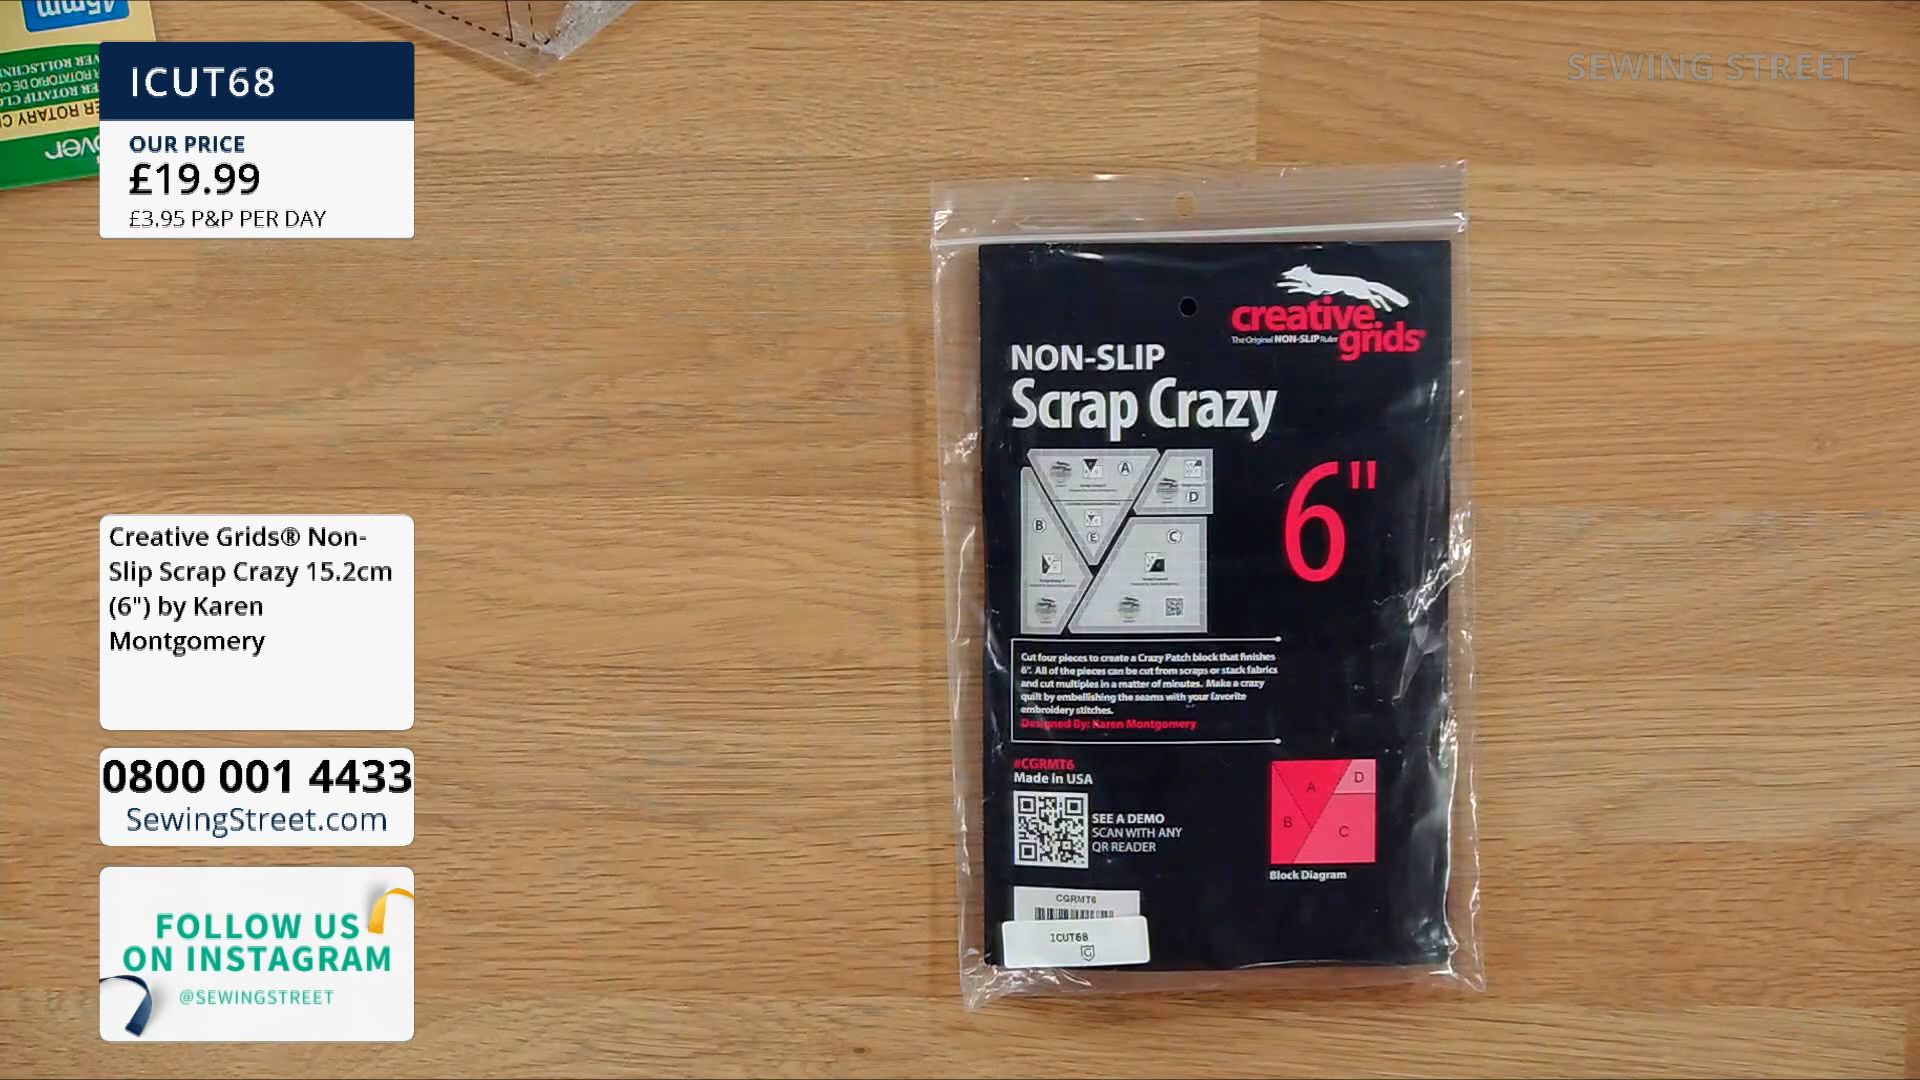 45mm
ICUT68
OUR PRICE
£19.99
£3.95 P&P PER DAY
SEWING STREET
Creative Grids® Non-
Slip Scrap Crazy 15.2cm
(6") by Karen
Montgomery
0800 001 4433
SewingStreet.com
FOLLOW US
ON INSTAGRAM
@SEWINGSTREET
creative
grids
The Original NON-SLIP Ruler
NON-SLIP
Scrap Crazy
6"
A
D
B
E
C
Cut four pieces to create a Crazy Patch block that finishes
6". All of the pieces can be cut from scraps or stack fabrics
and cut multiples in a matter of minutes. Make a crazy
quilt by embellishing the seams with your favorite
embroidery stitches.
Designed By: Karen Montgomery
#CGRMT6
Made in USA
SEE A DEMO
SCAN WITH ANY
QR READER
A
D
B
C
Block Diagram
CGRMT6
ICUT68